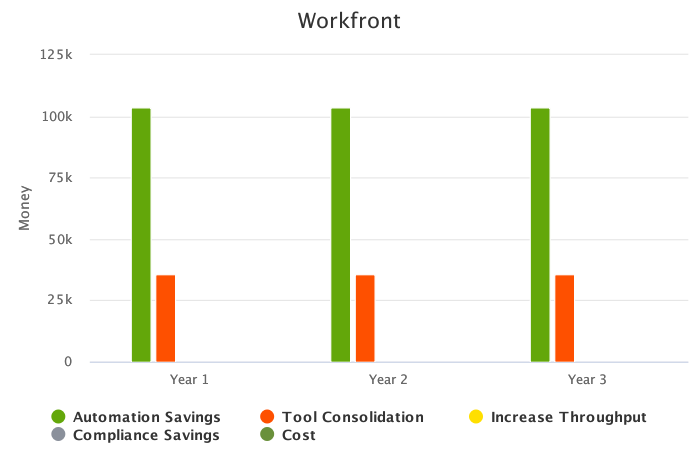 Workfront
125k
100k
75k
50k
25k
0
Money
Year 1 Year 2 Year 3
Automation Savings Tool Consolidation Increase Throughput
Compliance Savings Cost